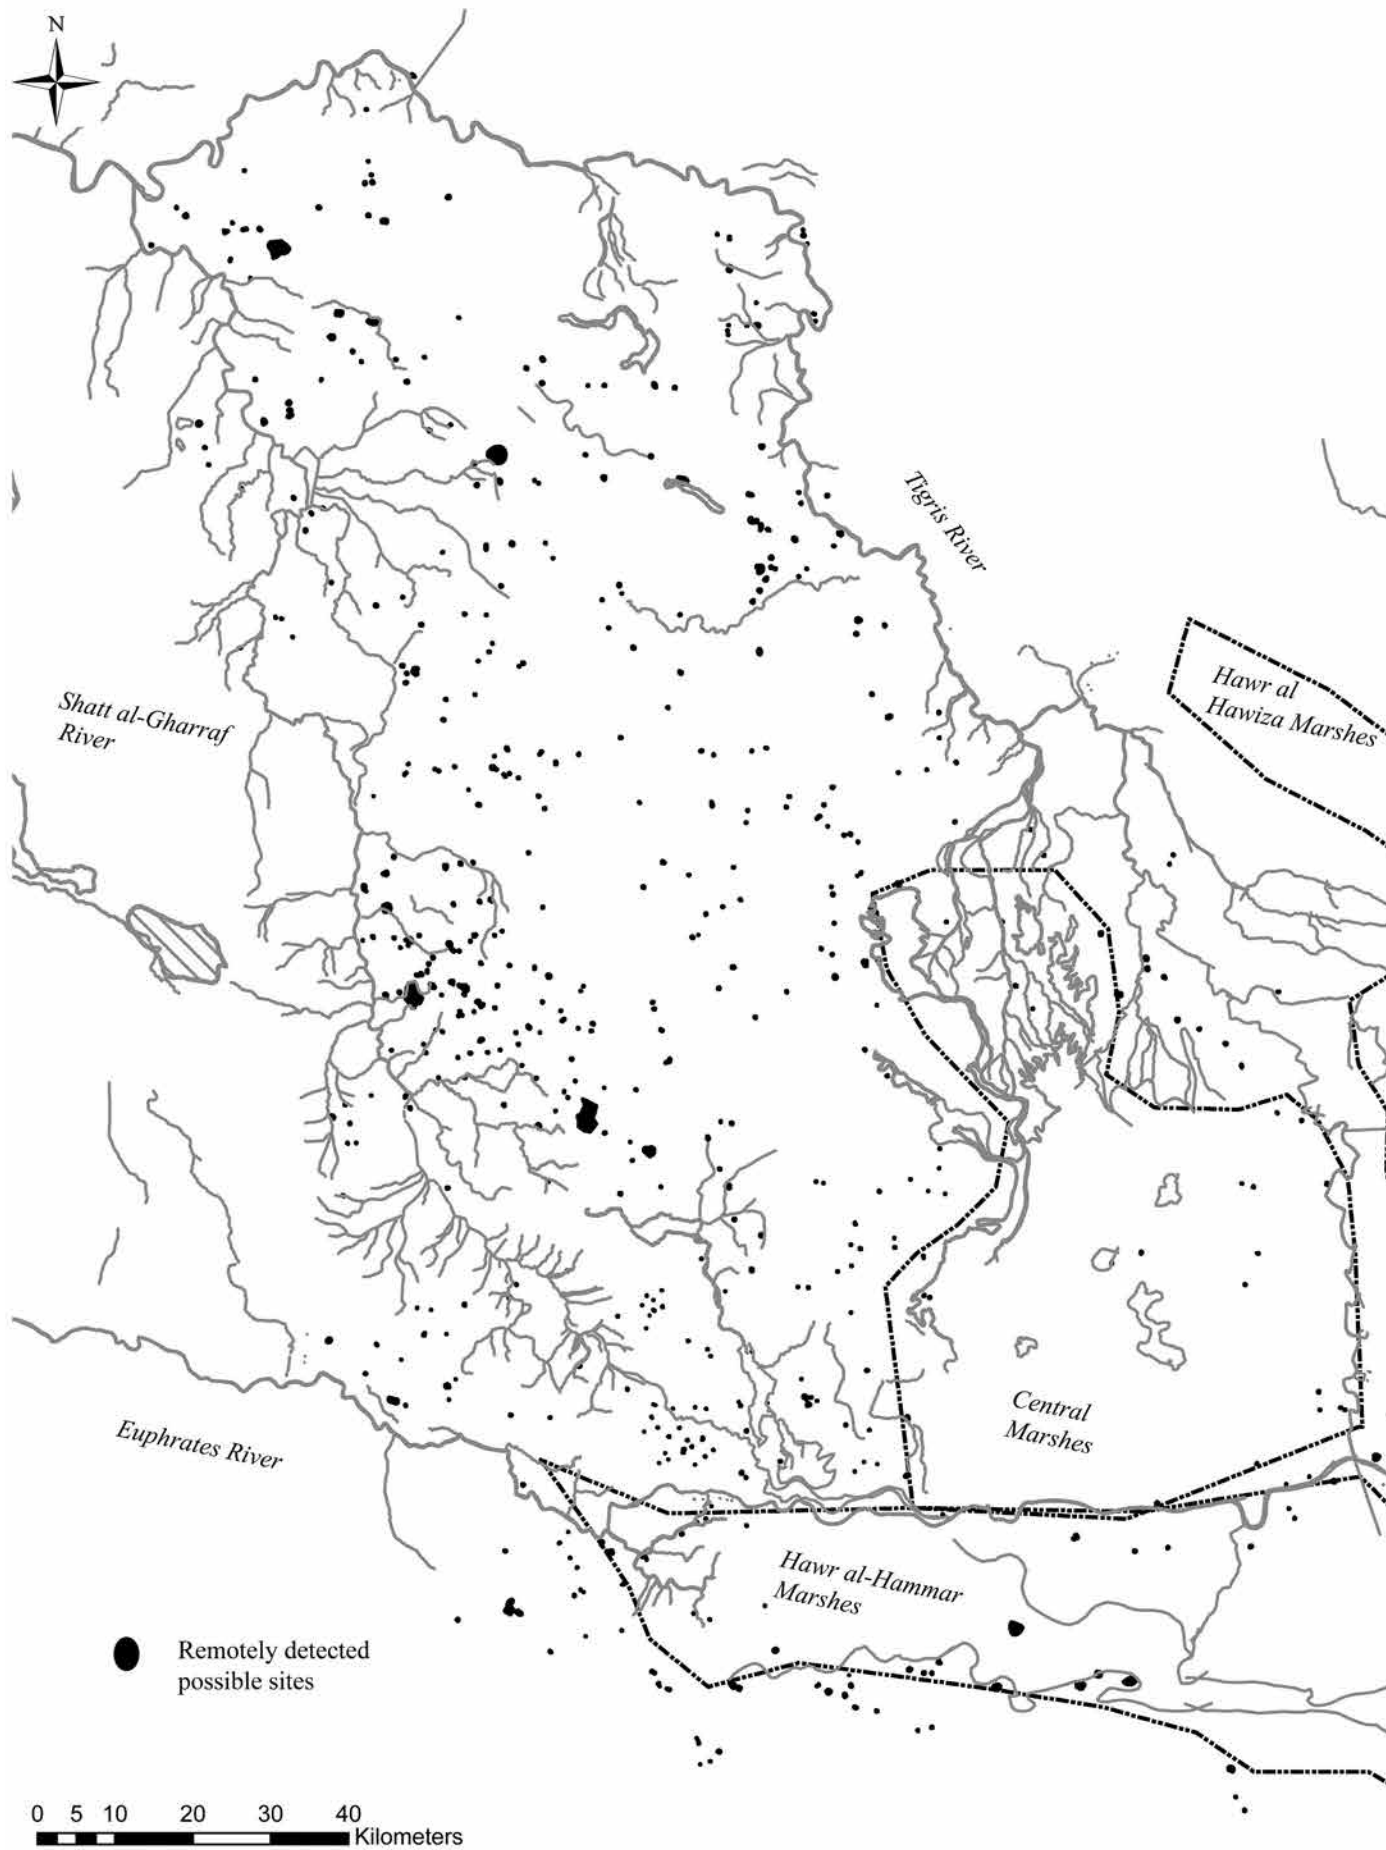 N
Tigris River
Hawr al
Hawiza Marshes
Shatt al-Gharraf
River
Central
Marshes
Euphrates River
Hawr al-Hammar
Marshes
Remotely detected
possible sites
0 5 10 20 30 40
Kilometers